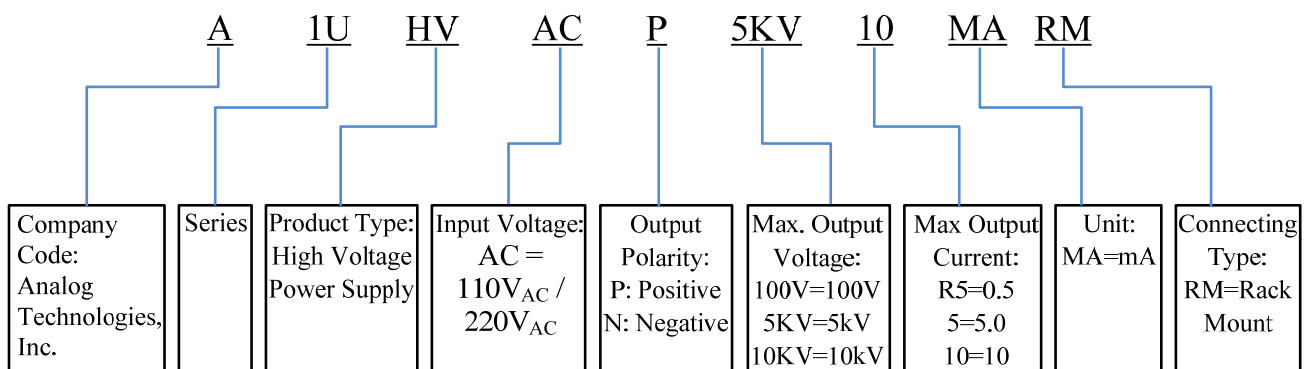 A 1U HV AC P 5KV 10 MA RM
Company
Code:
Analog
Technologies,
Inc.
Series
Product Type:
High Voltage
Power Supply
Input Voltage:
AC =
110VAC /
220VAC
Output
Polarity:
P: Positive
N: Negative
Max. Output
Voltage:
100V=100V
5KV=5kV
10KV=10kV
Max Output
Current:
R5=0.5
5=5.0
10=10
Unit:
MA=mA
Connecting
Type:
RM=Rack
Mount